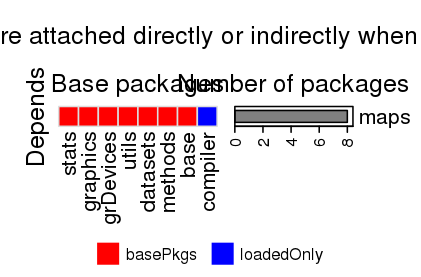 re attached directly or indirectly when
Base packages
Number of packages
Depends
maps
stats
graphics
grDevices
utils
datasets
methods
base
compiler
0
2
4
6
8
basePkgs
loadedOnly